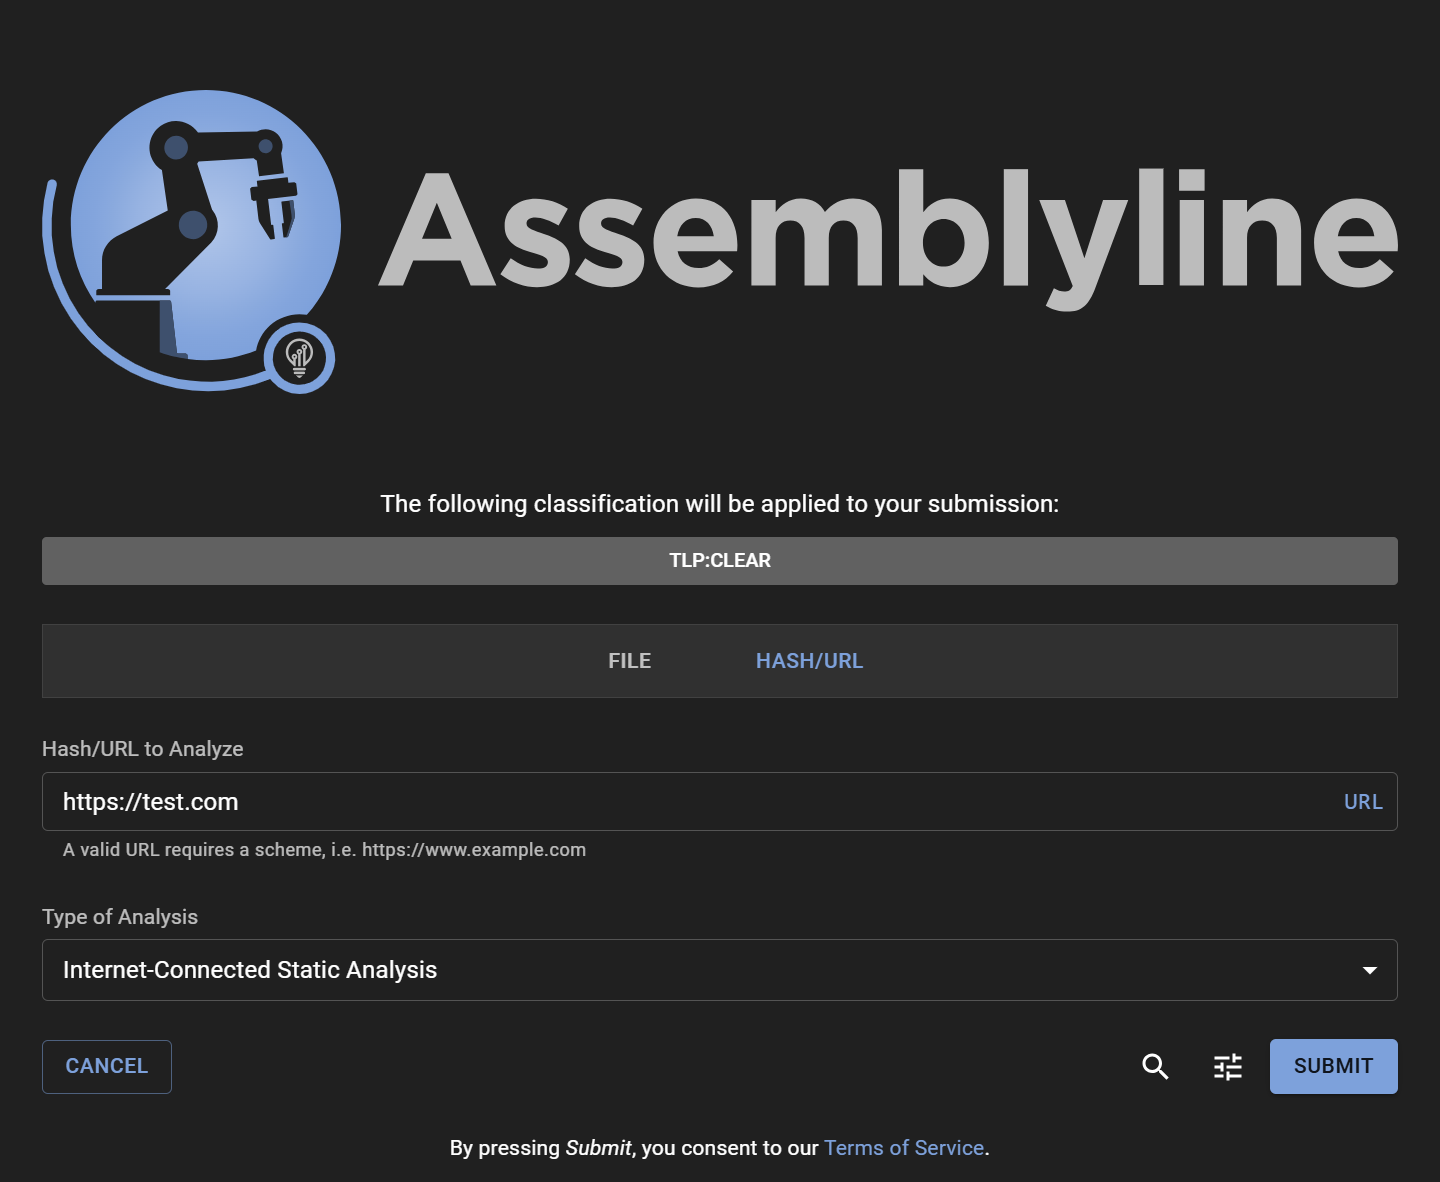 Assemblyline
The following classification will be applied to your submission:
TLP:CLEAR
FILE
HASH/URL
Hash/URL to Analyze
https://test.com
URL
A valid URL requires a scheme, i.e. https://www.example.com
Type of Analysis
Internet-Connected Static Analysis
CANCEL
SUBMIT
By pressing Submit, you consent to our Terms of Service.